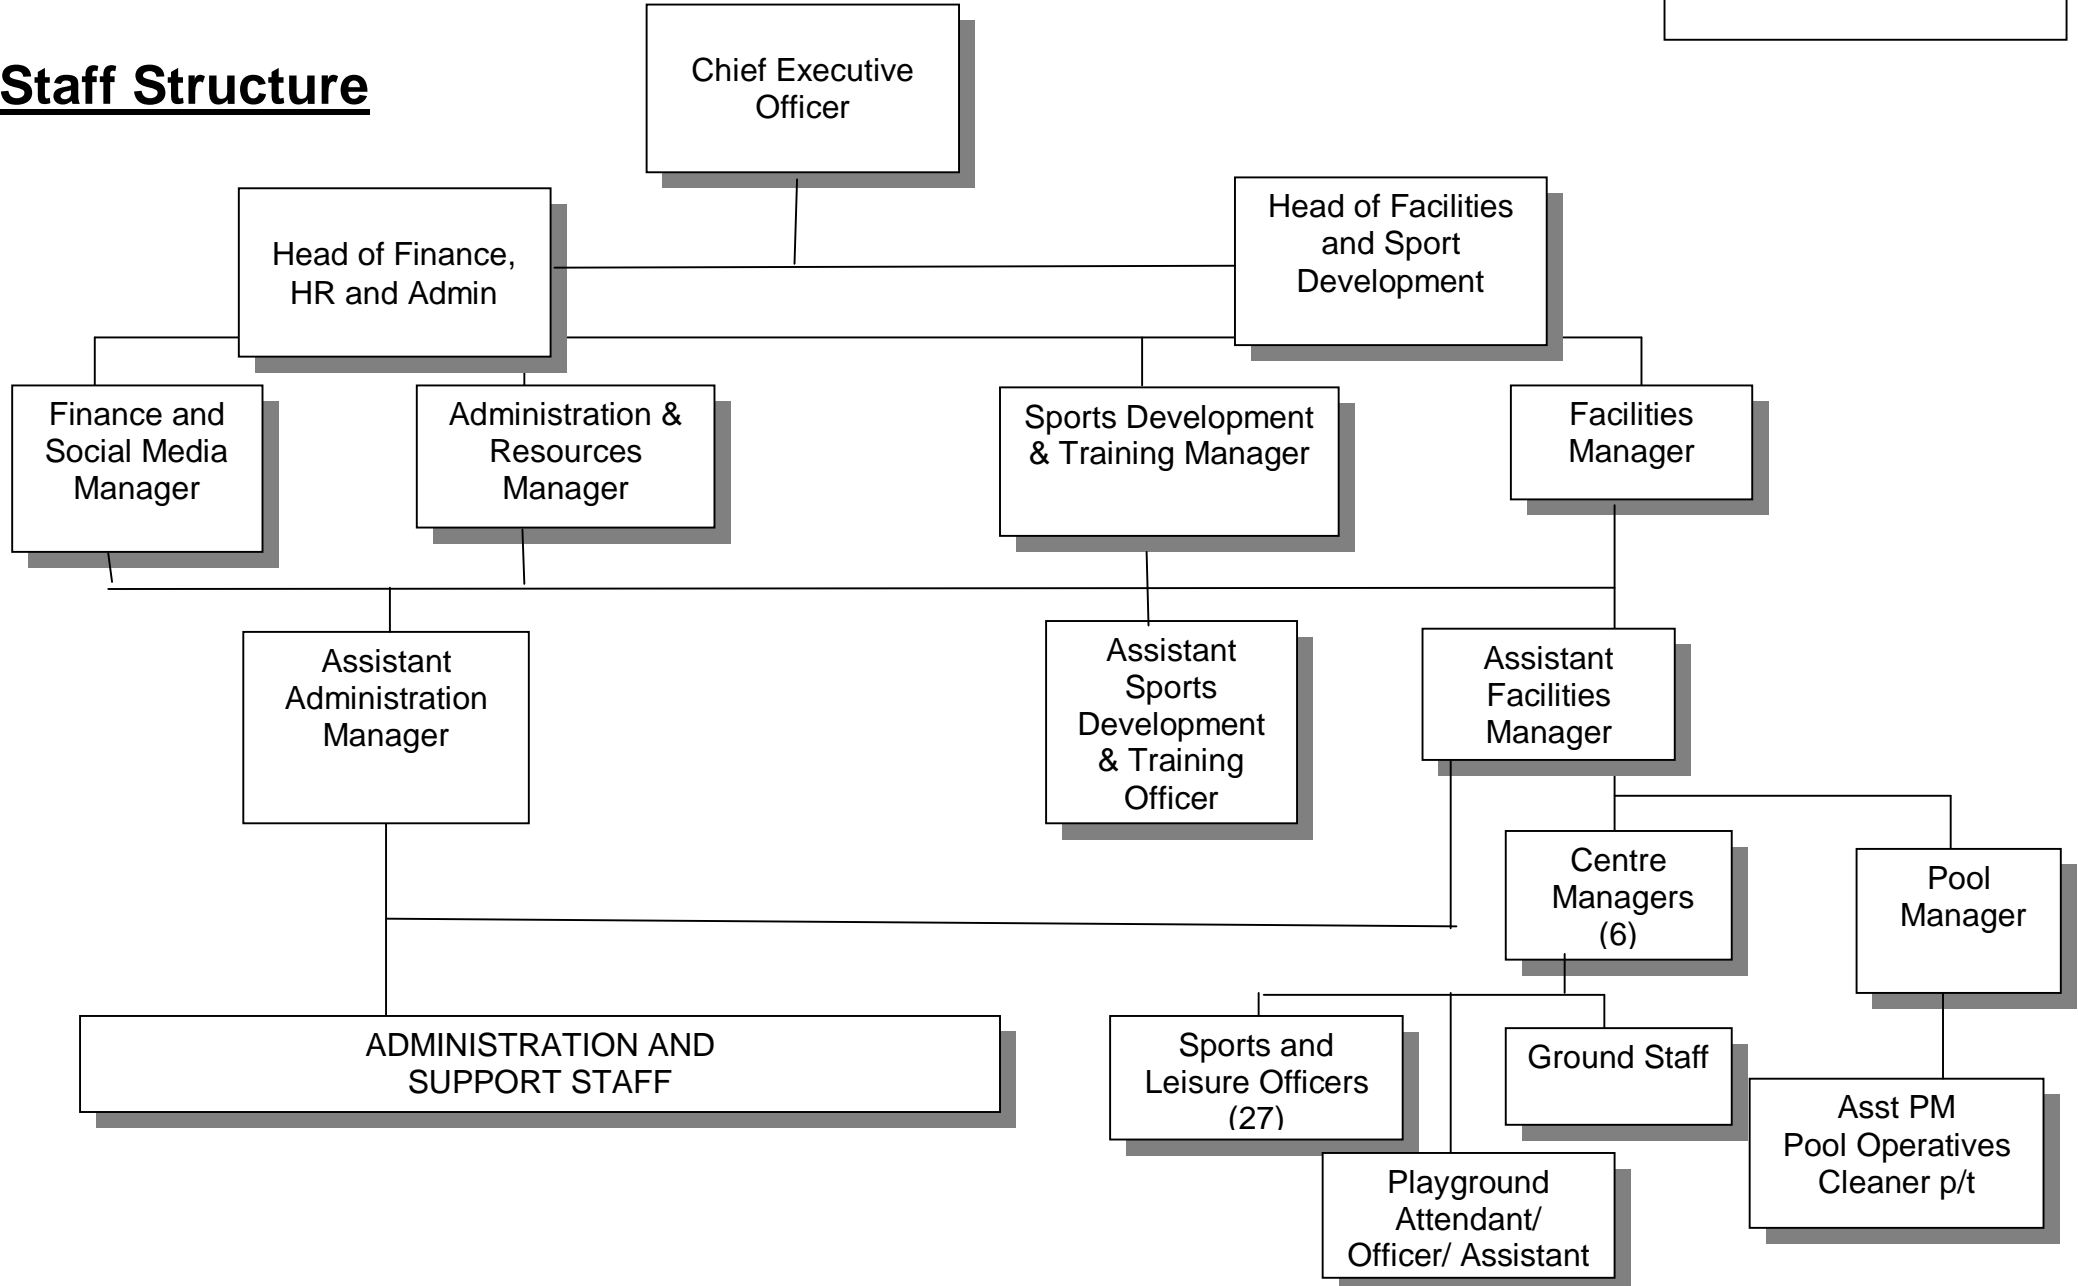 Staff Structure
Chief Executive
Officer
Head of Finance,
HR and Admin
Head of Facilities
and Sport
Development
Finance and
Social Media
Manager
Administration &
Resources
Manager
Sports Development
& Training Manager
Facilities
Manager
Assistant
Administration
Manager
Assistant
Sports
Development
& Training
Officer
Assistant
Facilities
Manager
Centre
Managers
(6)
Pool
Manager
ADMINISTRATION AND
SUPPORT STAFF
Sports and
Leisure Officers
(27)
Ground Staff
Asst PM
Pool Operatives
Cleaner p/t
Playground
Attendant/
Officer/ Assistant